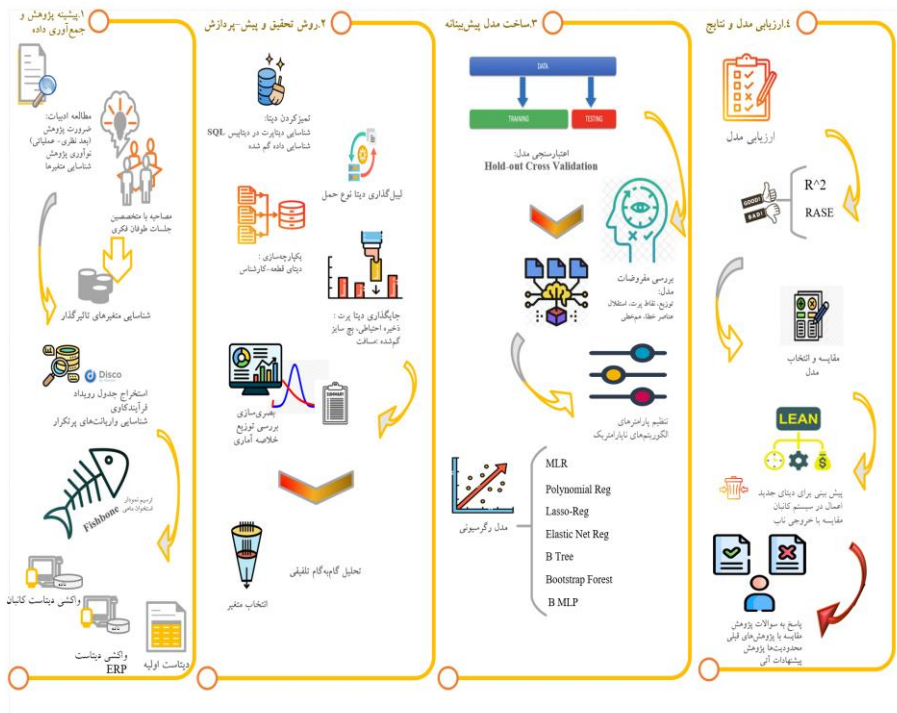 ۱.پیشینه پژوهش و
جمع‌آوری داده
مطالعه ادبیات:
ضرورت پژوهش
(بعد نظری- عملیاتی)
نوآوری پژوهش
شناسایی متغیرها
مصاحبه با متخصصین
جلسات طوفان فکری
شناسایی متغیرهای تاثیرگذار
Disco
استخراج جدول رویداد
فرآیندکاوی
شناسایی واریانت‌های پرتکرار
ترسیم نمودار
استخوان ماهی
Fishbone
واکشی دیتاست کانبان
واکشی دیتاست
ERP
دیتاست اولیه
۲.روش تحقیق و پیش-پردازش
تمیزکردن دیتا:
شناسایی دیتاپرت در دیتابیس SQL
شناسایی داده گم شده
لیبل‌گذاری دیتا نوع حمل
یکپارچه‌سازی :
دیتای قطعه-کارشناس
جایگذاری دیتا پرت :
ذخیره احتیاطی، بچ سایز
گم‌شده :مسافت
SUMMARY
بصری‌سازی
بررسی توزیع
خلاصه آماری
تحلیل گام‌به‌گام تلفیقی
انتخاب متغیر
۳.ساخت مدل پیش‌بینانه
DATA
TRAINING
TESTING
اعتبارسنجی مدل:
Hold-out Cross Validation
بررسی مفروضات
مدل:
توزیع، نقاط پرت، استقلال
عناصر خطا، هم‌خطی
تنظیم پارامترهای
الگوریتم‌های ناپارامتریک
مدل رگرسیونی
MLR
Polynomial Reg
Lasso-Reg
Elastic Net Reg
B Tree
Bootstrap Forest
B MLP
٤.ارزیابی مدل و نتایج
ارزیابی مدل
GOOD!
BAD!
R^2
RASE
مقایسه و انتخاب
مدل
LEAN
پیش بینی برای دیتای جدید
اعمال در سیستم کانبان
مقایسه با خروجی ناب
پاسخ به سوالات پژوهش
مقایسه با پژوهش‌های قبلی
محدودیت‌ها پژوهش
پیشنهادات آتی